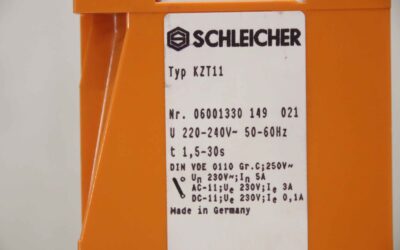 SCHLEICHER
Typ KZT11
Nr. 06001330 149 021
U 220-240V~ 50-60Hz
t 1,5-30s
DIN VDE 0110 Gr.C;250V~
Un 230V~;In 5A
AC-11;Ue 230V;Ie 3A
DC-11;Ue 230V;Ie 0,1A
Made in Germany